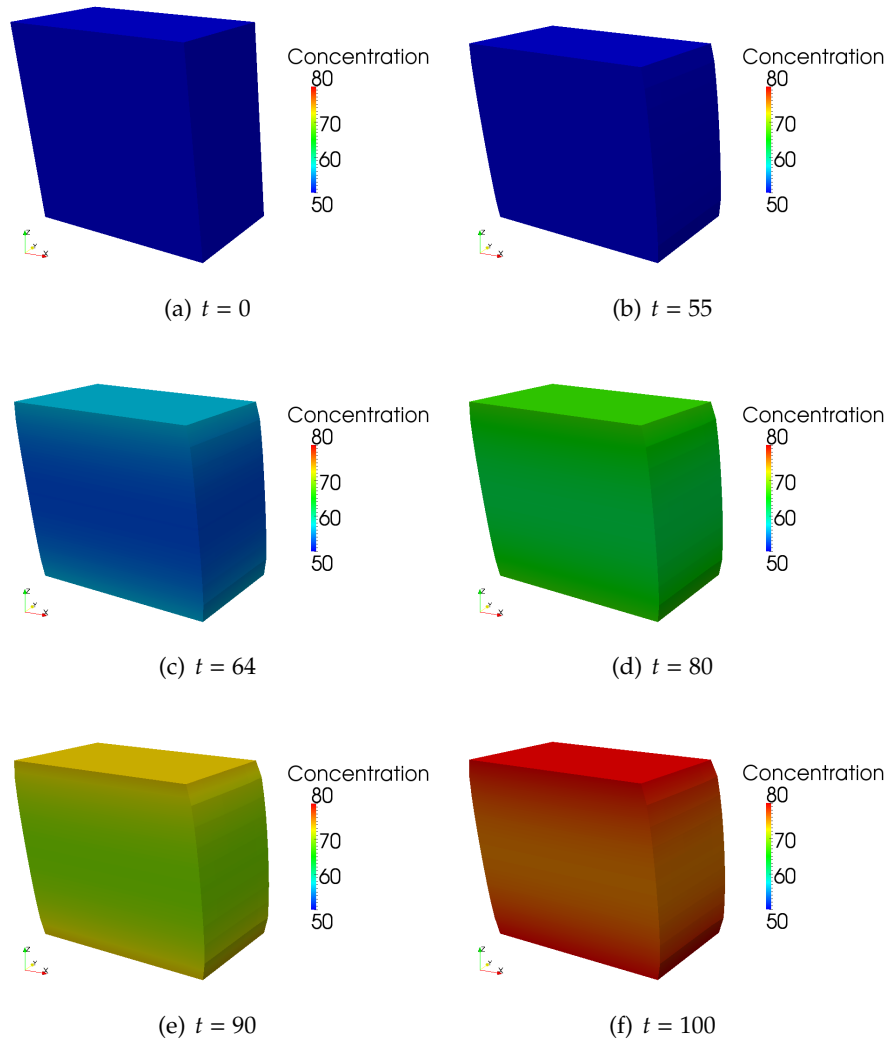 Concentration
80
70
60
50
Z
Y
X
(a) t = 0
Concentration
80
70
60
50
Z
Y
X
(b) t = 55
Concentration
80
70
60
50
Z
Y
X
(c) t = 64
Concentration
80
70
60
50
Z
Y
X
(d) t = 80
Concentration
80
70
60
50
Z
Y
X
(e) t = 90
Concentration
80
70
60
50
Z
Y
X
(f) t = 100